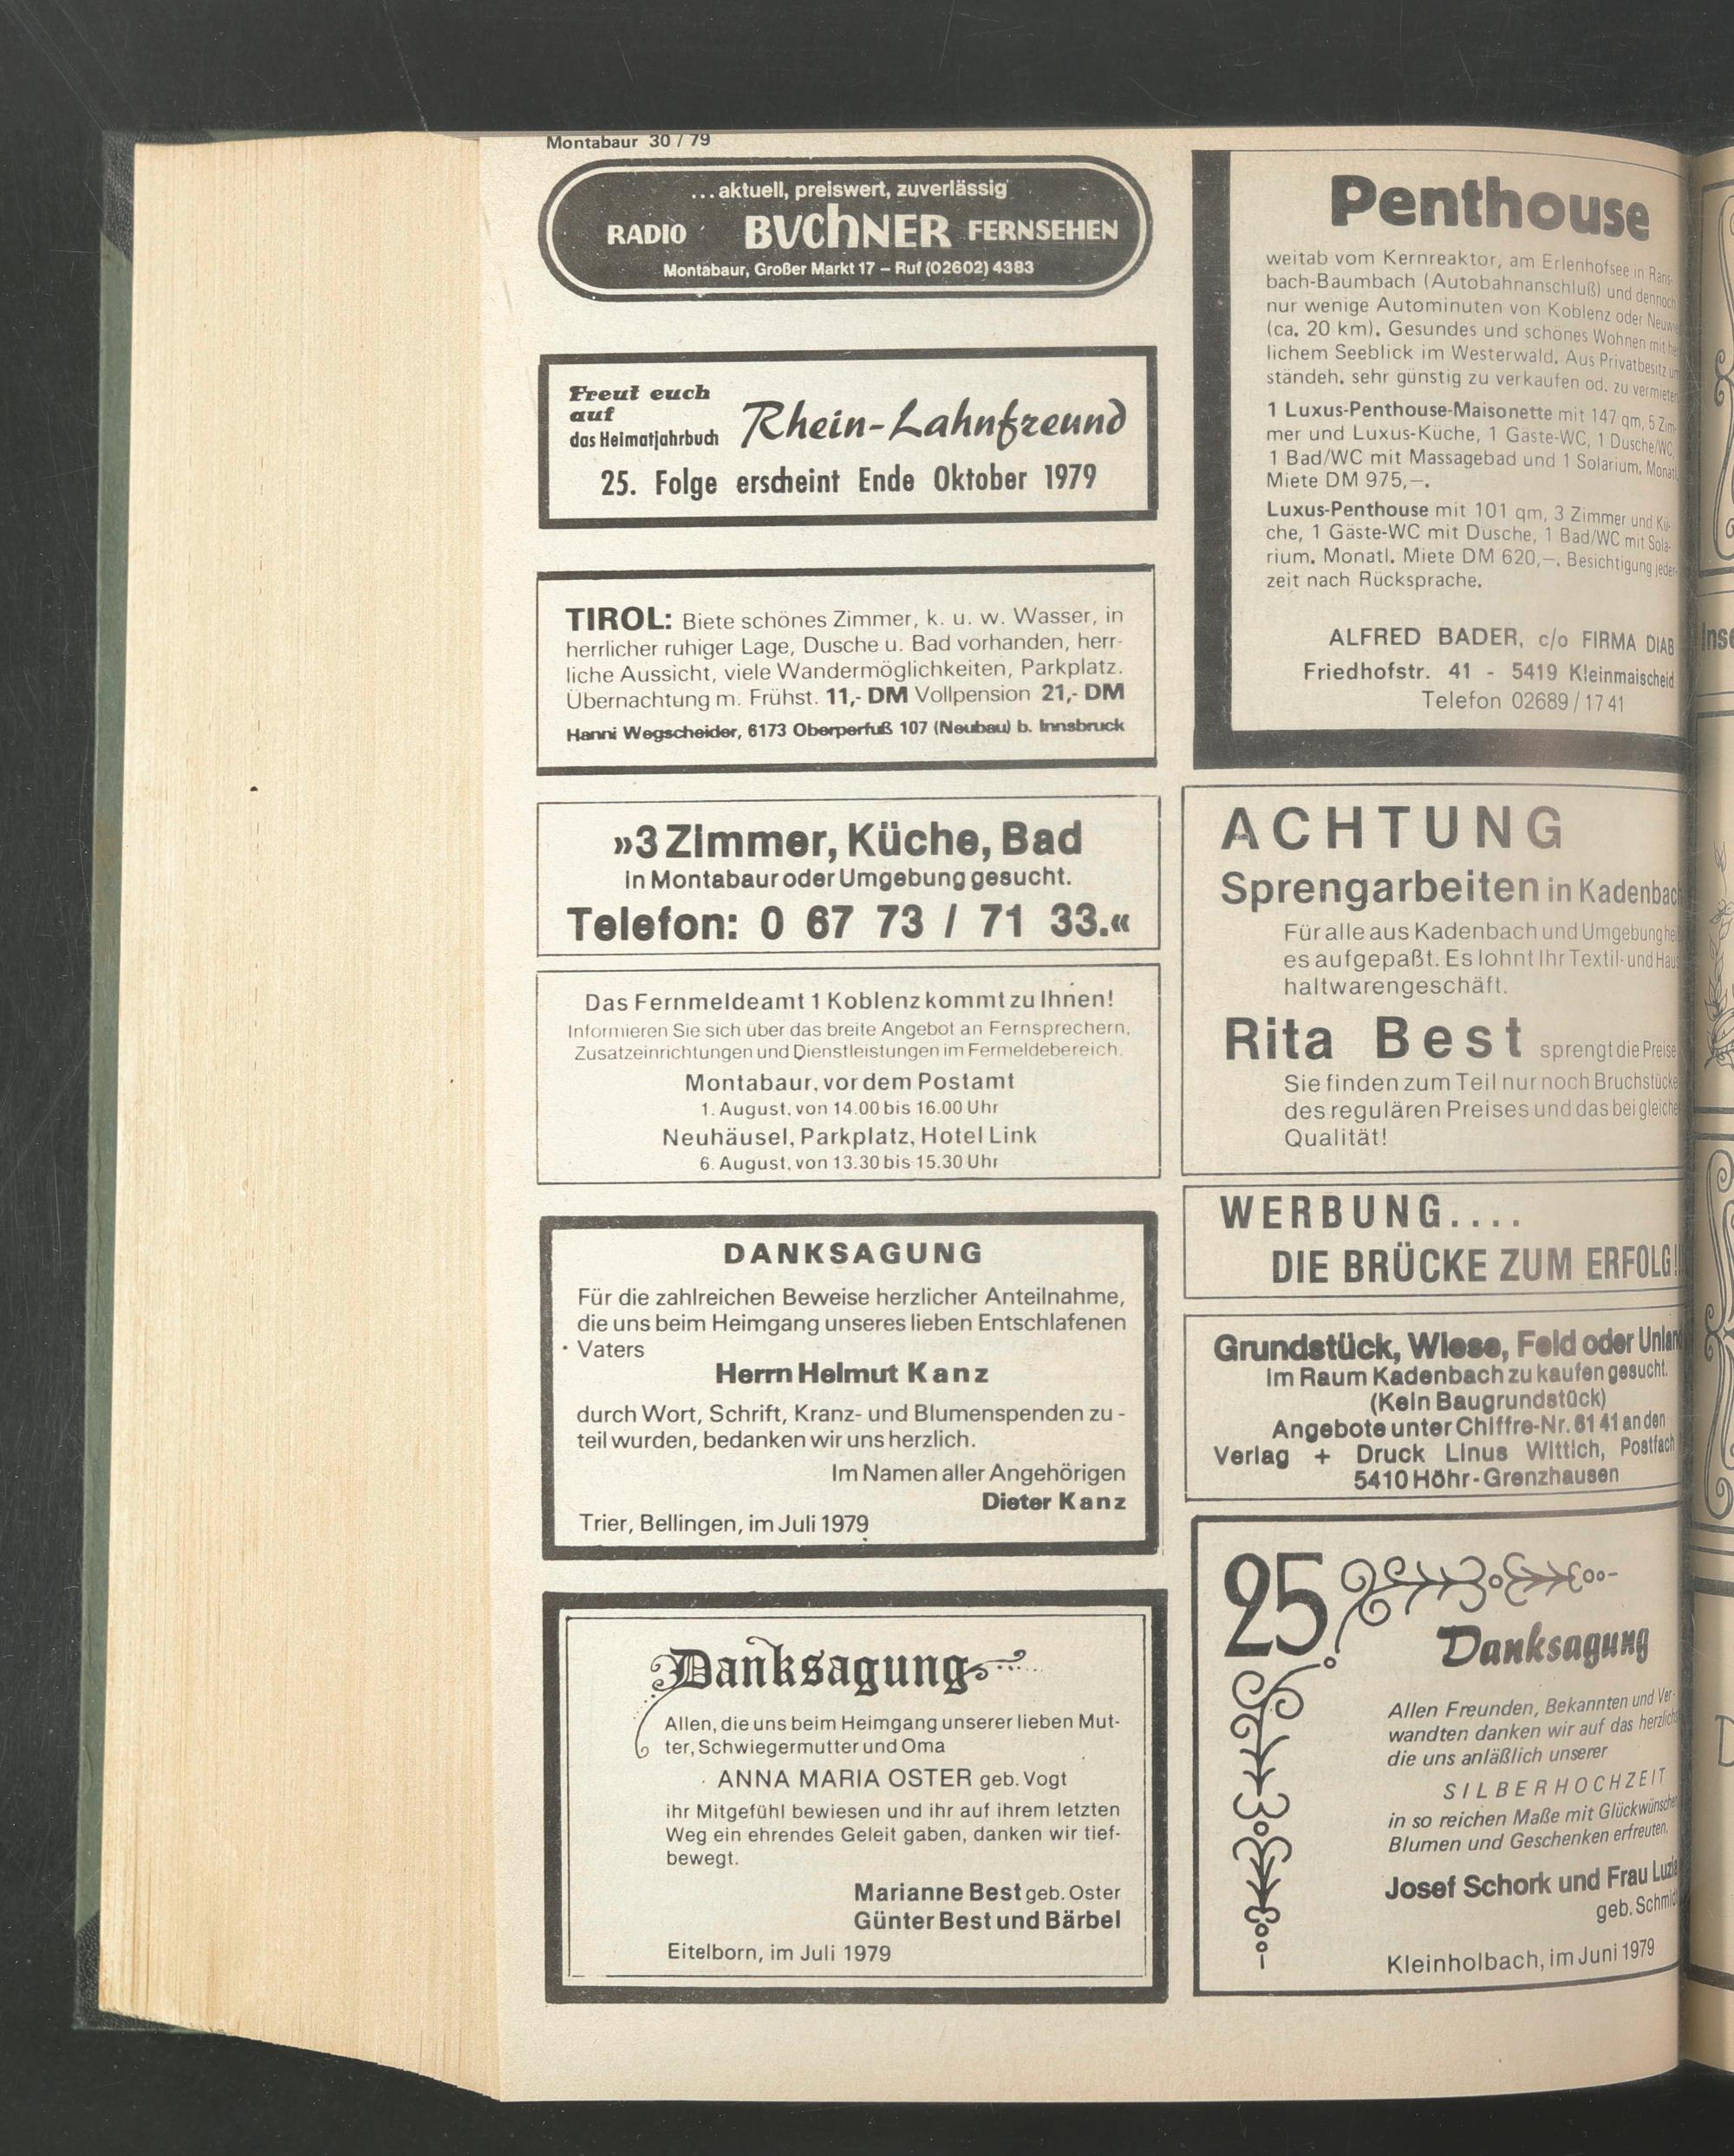 Montabaur 30 / 79
...aktuell, preiswert, zuverlässig
RADIO BUCHNER FERNSEHEN
Montabaur, Großer Markt 17 – Ruf (02602) 4383
Freut euch
auf
das Heimatjahrbuch Rhein-Lahnfreund
25. Folge erscheint Ende Oktober 1979
TIROL: Biete schönes Zimmer, k. u. w. Wasser, in
herrlicher ruhiger Lage, Dusche u. Bad vorhanden, herr-
liche Aussicht, viele Wandermöglichkeiten, Parkplatz.
Übernachtung m. Frühst. 11,- DM Vollpension 21,- DM
Hanni Wegscheider, 6173 Oberperfuß 107 (Neubau) b. Innsbruck
»3 Zimmer, Küche, Bad
in Montabaur oder Umgebung gesucht.
Telefon: 0 67 73 / 71 33.«
Das Fernmeldeamt 1 Koblenz kommt zu Ihnen!
Informieren Sie sich über das breite Angebot an Fernsprechern,
Zusatzeinrichtungen und Dienstleistungen im Fermeldebereich.
Montabaur, vor dem Postamt
1. August, von 14.00 bis 16.00 Uhr
Neuhäusel, Parkplatz, Hotel Link
6. August, von 13.30 bis 15.30 Uhr
DANKSAGUNG
Für die zahlreichen Beweise herzlicher Anteilnahme,
die uns beim Heimgang unseres lieben Entschlafenen
Vaters
Herrn Helmut Kanz
durch Wort, Schrift, Kranz- und Blumenspenden zu -
teil wurden, bedanken wir uns herzlich.
Im Namen aller Angehörigen
Dieter Kanz
Trier, Bellingen, im Juli 1979
Danksagung
Allen, die uns beim Heimgang unserer lieben Mut-
ter, Schwiegermutter und Oma
ANNA MARIA OSTER geb. Vogt
ihr Mitgefühl bewiesen und ihr auf ihrem letzten
Weg ein ehrendes Geleit gaben, danken wir tief-
bewegt.
Marianne Best geb. Oster
Günter Best und Bärbel
Eitelborn, im Juli 1979
Penthouse
weitab vom Kernreaktor, am Erlenhofsee in Rans-
bach-Baumbach (Autobahnanschluß) und dennoch
nur wenige Autominuten von Koblenz oder
(ca. 20 km). Gesundes und schönes Wohnen mit
lichem Seeblick im Westerwald. Aus Privatbesitz
ständeh. sehr günstig zu verkaufen od. zu vermieten
1 Luxus-Penthouse-Maisonette mit 147 qm, 5 Zim-
mer und Luxus-Küche, 1 Gäste-WC, 1 Dusche/WC,
1 Bad/WC mit Massagebad und 1 Solarium, Monatl.
Miete DM 975,—.
Luxus-Penthouse mit 101 qm, 3 Zimmer und Kü-
che, 1 Gäste-WC mit Dusche, 1 Bad/WC mit Sola-
rium. Monatl. Miete DM 620,—. Besichtigung jeder-
zeit nach Rücksprache.
ALFRED BADER, c/o FIRMA DIAB
Friedhofstr. 41 - 5419 Kleinmaischeid
Telefon 02689 / 17 41
ACHTUNG
Sprengarbeiten in Kadenbach
Für alle aus Kadenbach und Umgebung
es aufgepaßt. Es lohnt Ihr Textil- und Haus
haltwarengeschäft.
Rita Best sprengt die Preise
Sie finden zum Teil nur noch Bruchstücke
des regulären Preises und das bei gleiche
Qualität!
WERBUNG....
DIE BRÜCKE ZUM ERFOLG!
Grundstück, Wiese, Feld oder Unlan
im Raum Kadenbach zu kaufen gesucht.
(Kein Baugrundstück)
Angebote unter Chiffre-Nr. 61 41 an den
Verlag + Druck Linus Wittich, Postfach
5410 Höhr-Grenzhausen
25
Danksagung
Allen Freunden, Bekannten und Ver-
wandten danken wir auf das herzlich
die uns anläßlich unserer
SILBERHOCHZEIT
in so reichen Maße mit Glückwünsche
Blumen und Geschenken erfreuten.
Josef Schork und Frau Luzia
geb. Schmid
Kleinholbach, im Juni 1979